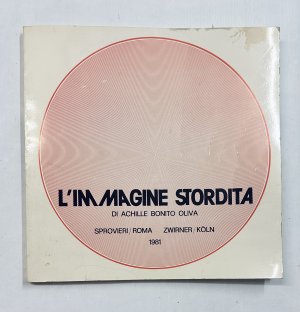 L'IMMAGINE STORDITA
DI ACHILLE BONITO OLIVA
SPROVIERI/ROMA ZWIRNER/KÖLN
1981